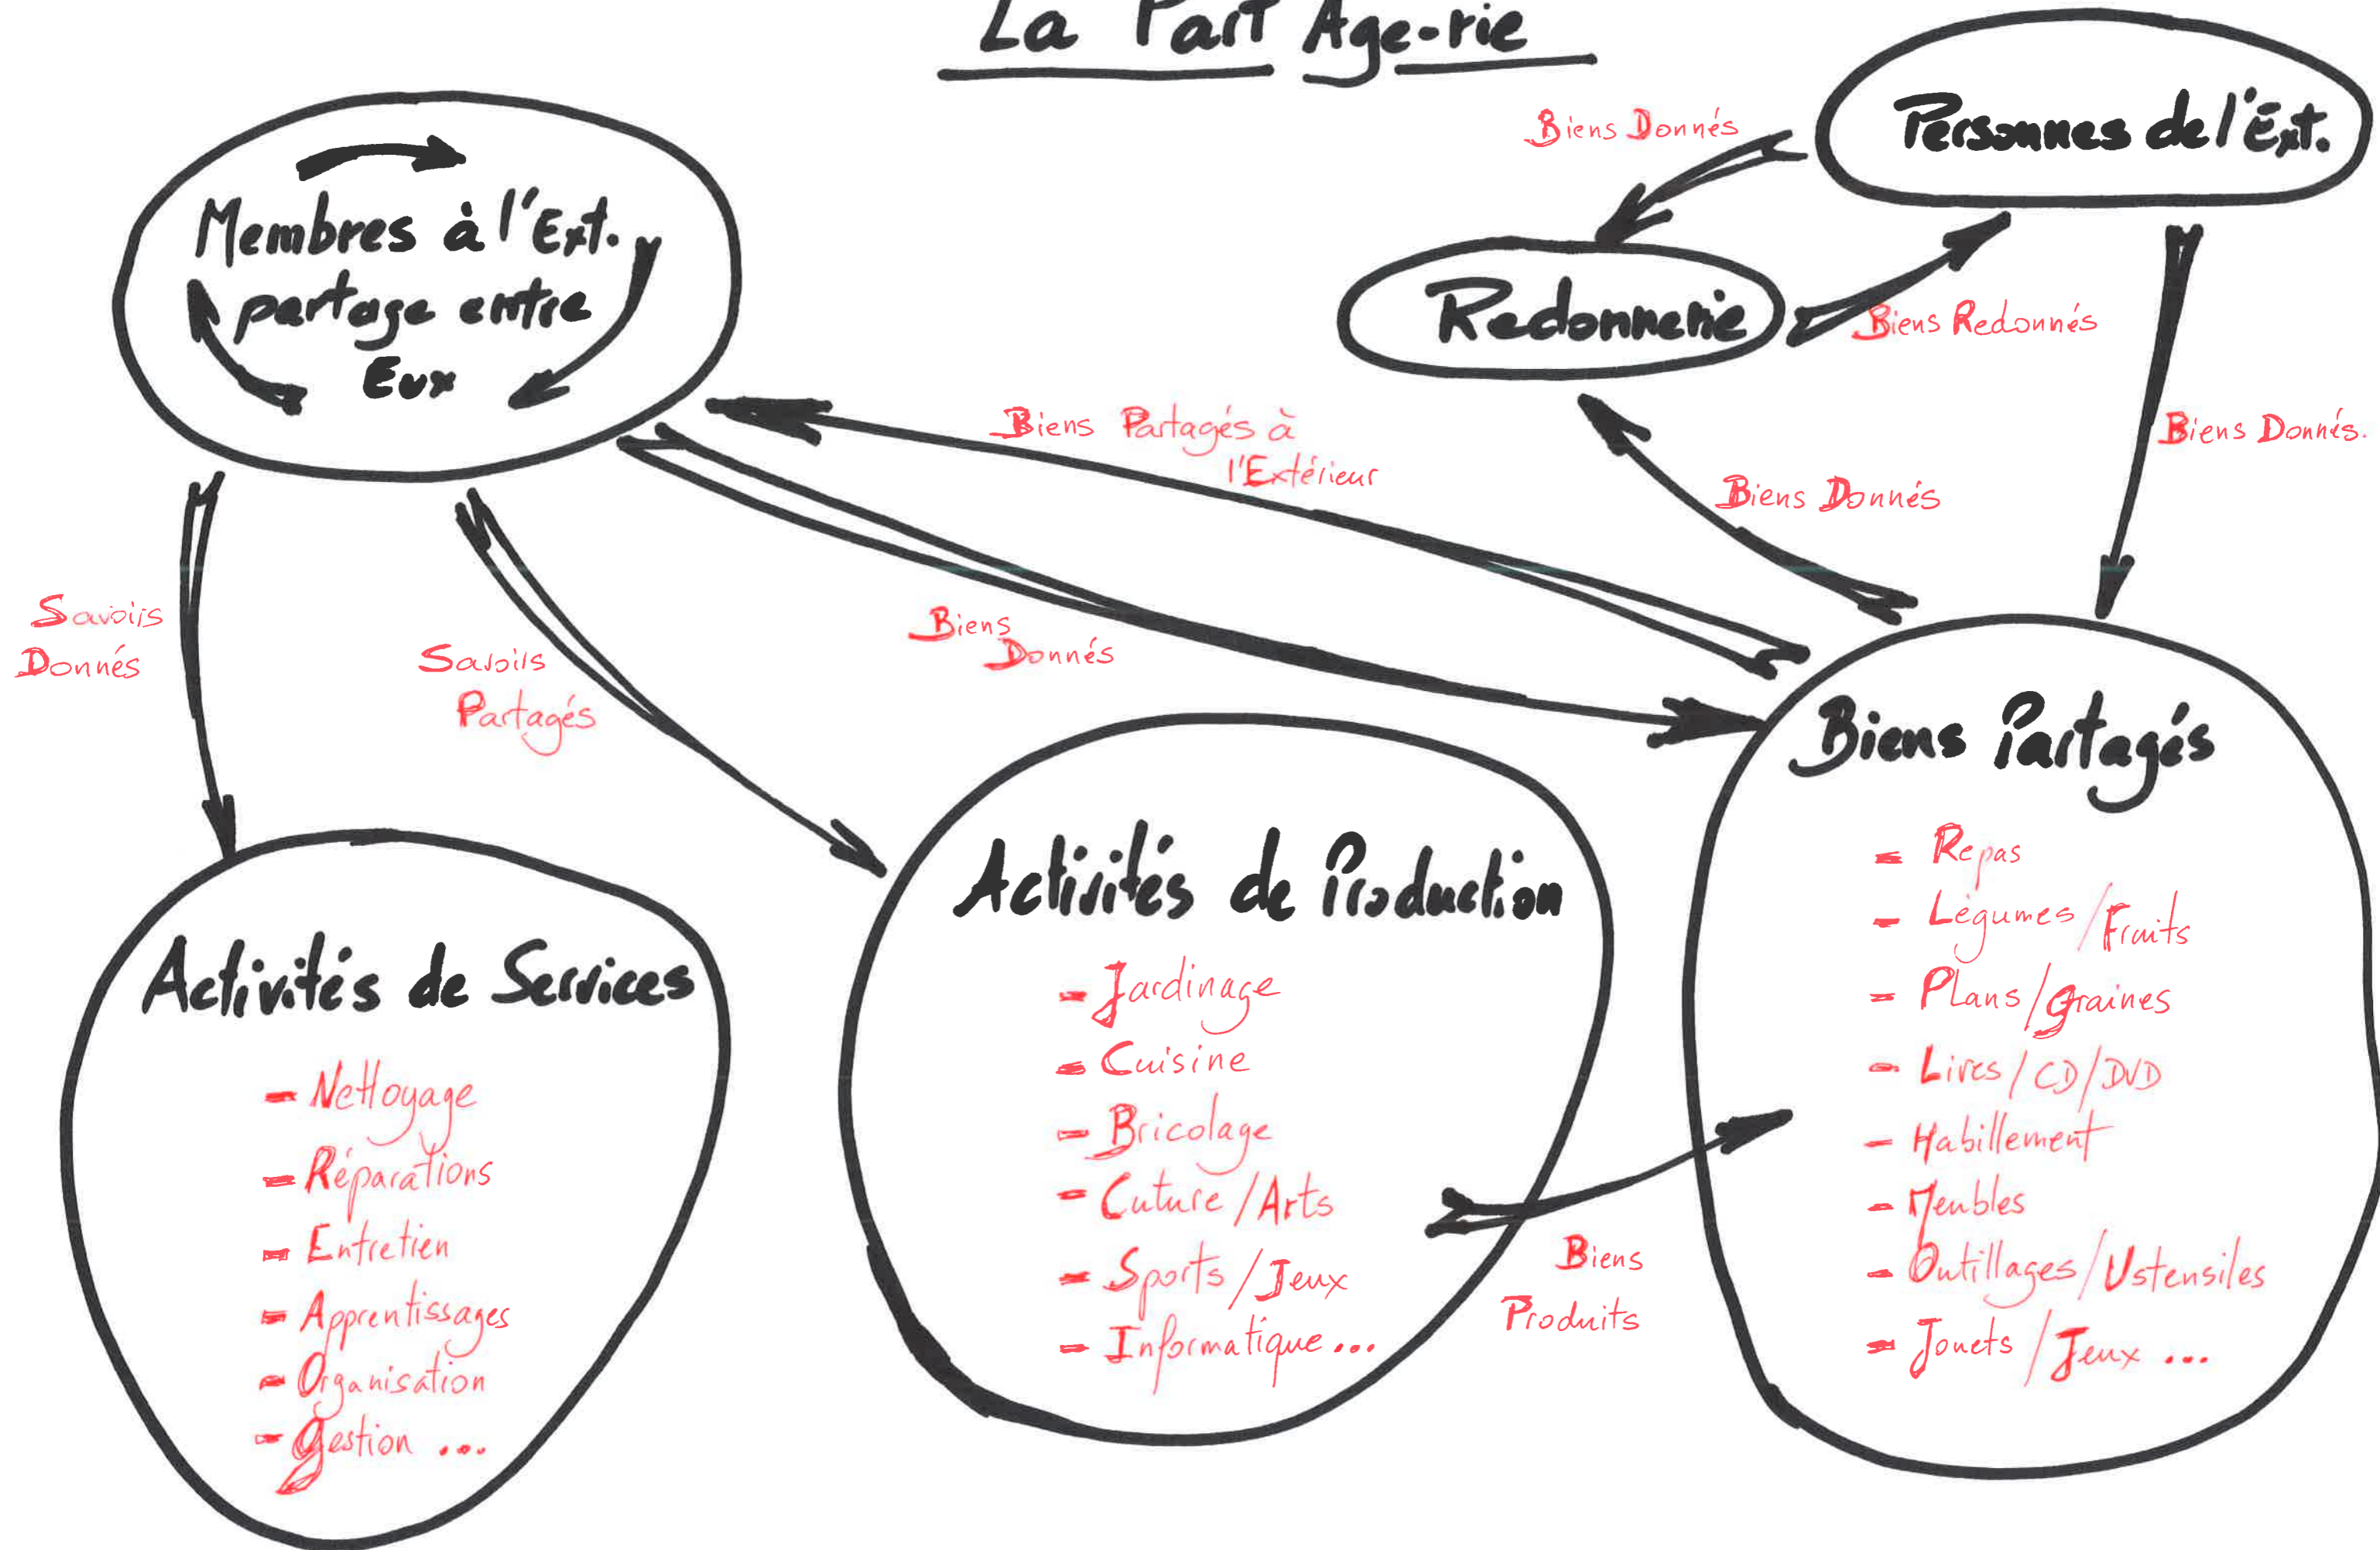 La Part Age-rie
Personnes de l'Ext.
Biens Donnés
Redonnerie
Biens Redonnés
Biens Donnés.
Biens Donnés
Membres à l'Ext.
partage entre
Eux
Biens Partagés à
l'Extérieur
Biens
Donnés
Savoirs
Donnés
Savoirs
Partagés
Activités de Services
- Nettoyage
- Réparations
- Entretien
- Apprentissages
- Organisation
- Gestion ...
Activités de Production
- Jardinage
- Cuisine
- Bricolage
- Cuture / Arts
- Sports / Jeux
- Informatique ...
Biens
Produits
Biens Partagés
- Repas
- Légumes / Fruits
- Plans / Graines
- Livres / CD / DVD
- Habillement
- Meubles
- Outillages / Ustensiles
- Jouets / Jeux ...